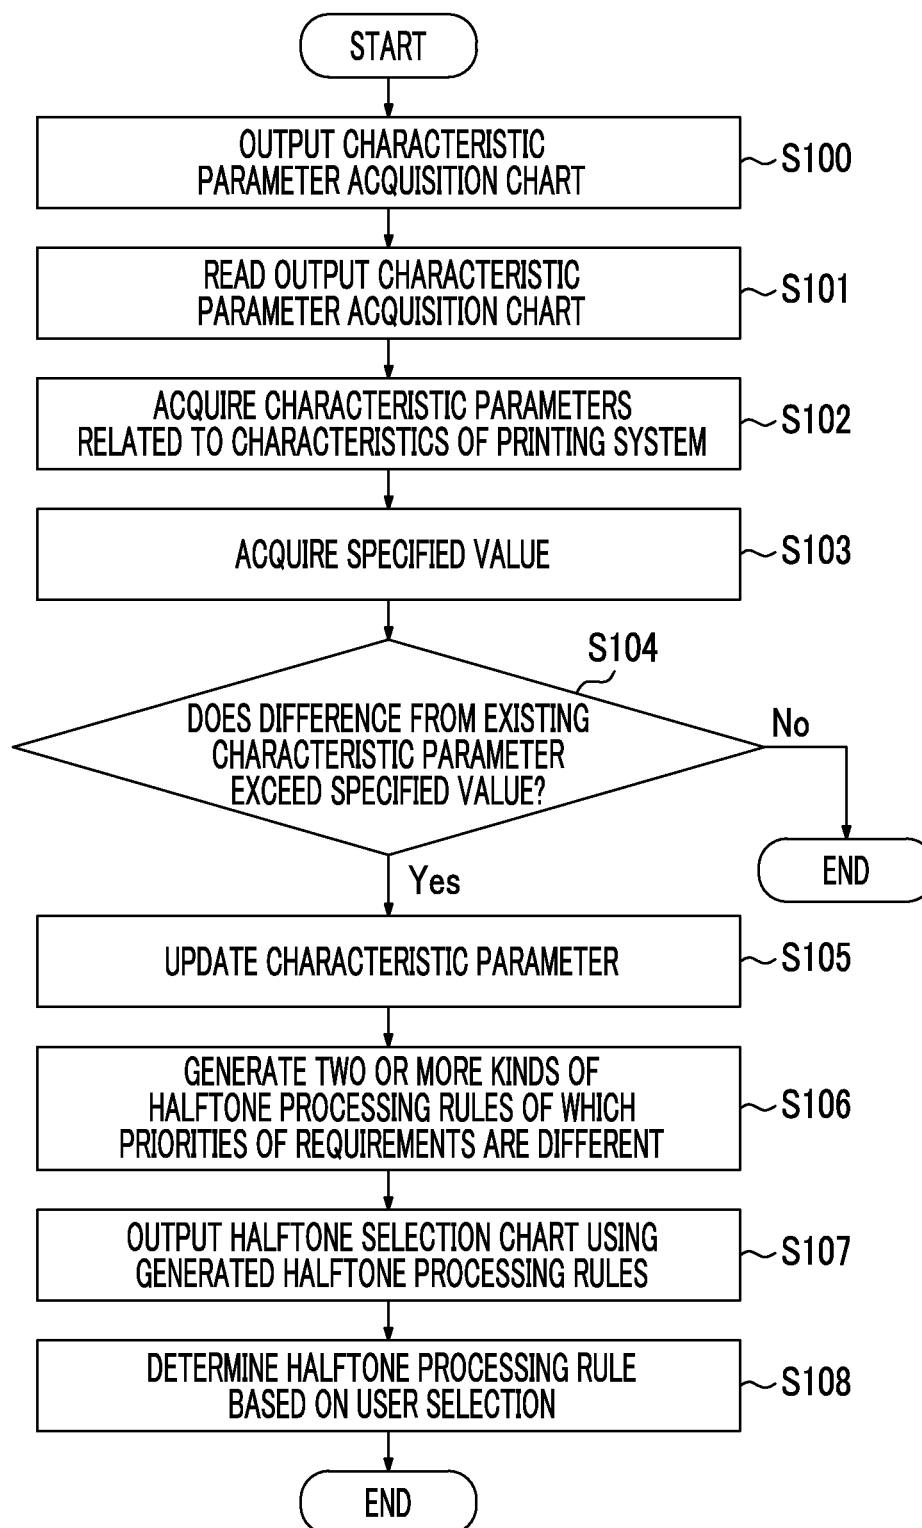 START
OUTPUT CHARACTERISTIC
PARAMETER ACQUISITION CHART
S100
READ OUTPUT CHARACTERISTIC
PARAMETER ACQUISITION CHART
S101
ACQUIRE CHARACTERISTIC PARAMETERS
RELATED TO CHARACTERISTICS OF PRINTING SYSTEM
S102
ACQUIRE SPECIFIED VALUE
S103
S104
DOES DIFFERENCE FROM EXISTING
CHARACTERISTIC PARAMETER
EXCEED SPECIFIED VALUE?
No
END
Yes
UPDATE CHARACTERISTIC PARAMETER
S105
GENERATE TWO OR MORE KINDS OF
HALFTONE PROCESSING RULES OF WHICH
PRIORITIES OF REQUIREMENTS ARE DIFFERENT
S106
OUTPUT HALFTONE SELECTION CHART USING
GENERATED HALFTONE PROCESSING RULES
S107
DETERMINE HALFTONE PROCESSING RULE
BASED ON USER SELECTION
S108
END